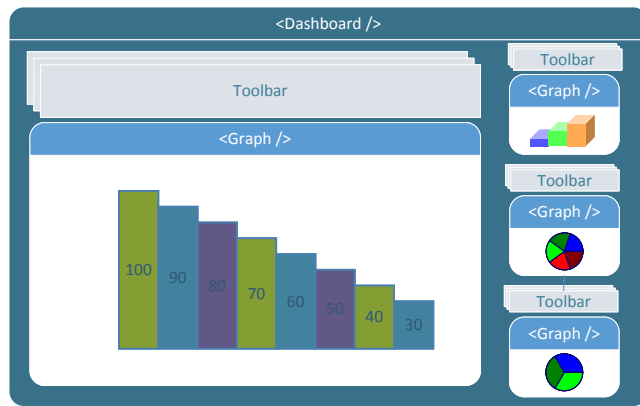 <Dashboard />
Toolbar
<Graph />
100
90
80
70
60
50
40
30
Toolbar
<Graph />
Toolbar
<Graph />
Toolbar
<Graph />